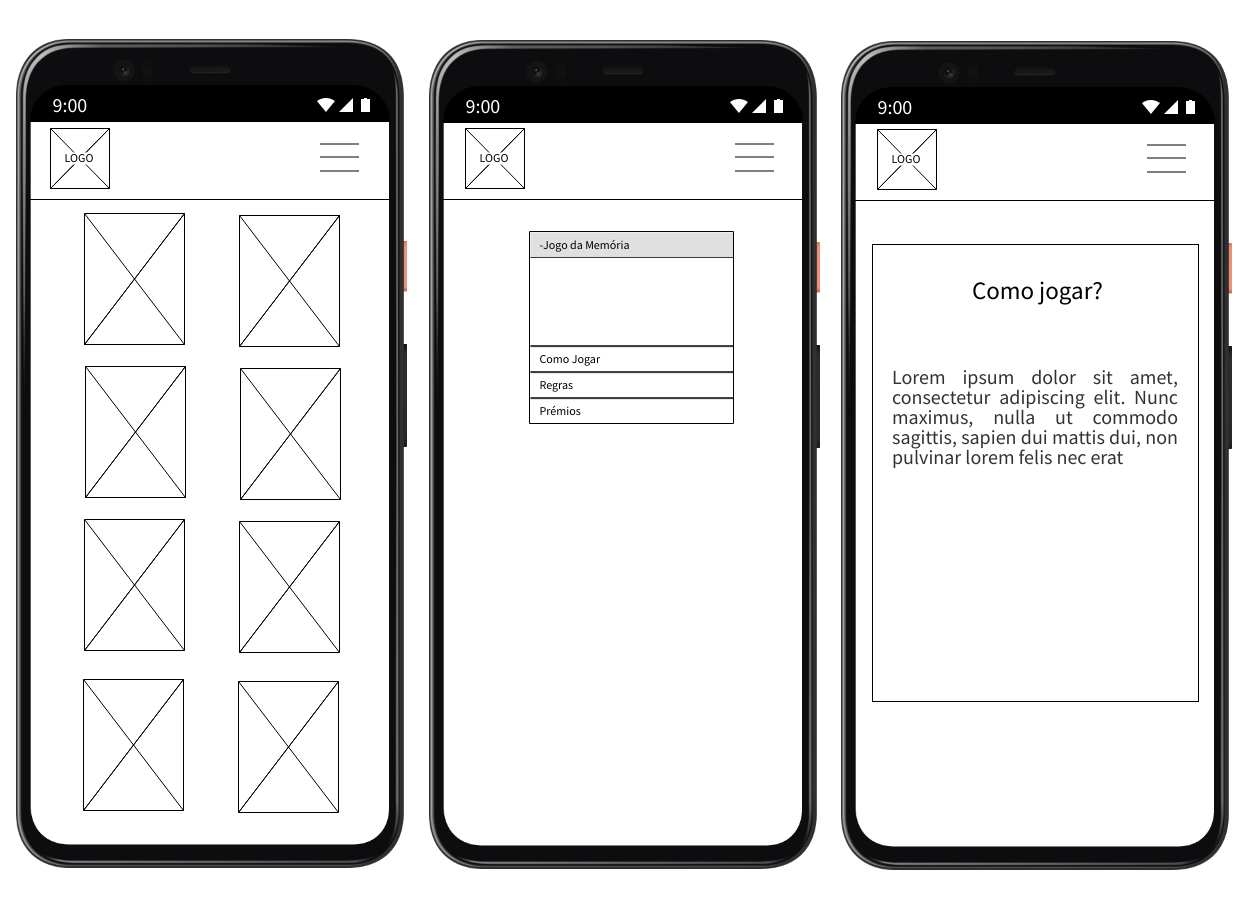 9:00
LOGO
9:00
LOGO
-Jogo da Memória
Como Jogar
Regras
Prémios
9:00
LOGO
Como jogar?
Lorem ipsum dolor sit amet,
consectetur adipiscing elit. Nunc
maximus, nulla ut commodo
sagittis, sapien dui mattis dui, non
pulvinar lorem felis nec erat